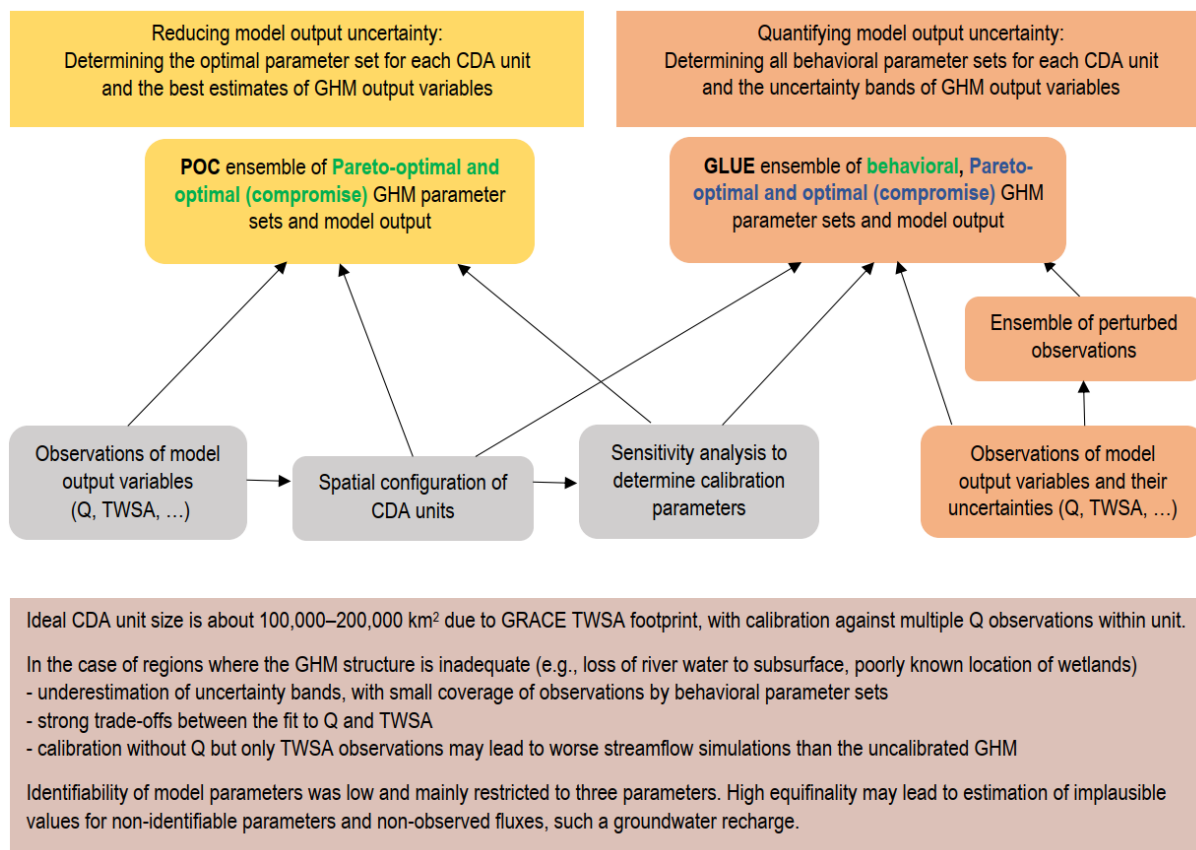 Reducing model output uncertainty:
Determining the optimal parameter set for each CDA unit
and the best estimates of GHM output variables
Quantifying model output uncertainty:
Determining all behavioral parameter sets for each CDA unit
and the uncertainty bands of GHM output variables
POC ensemble of Pareto-optimal and
optimal (compromise) GHM parameter
sets and model output
GLUE ensemble of behavioral, Pareto-
optimal and optimal (compromise) GHM
parameter sets and model output
Ensemble of perturbed
observations
Observations of model
output variables
(Q, TWSA, …)
Spatial configuration of
CDA units
Sensitivity analysis to
determine calibration
parameters
Observations of model
output variables and their
uncertainties (Q, TWSA, …)
Ideal CDA unit size is about 100,000–200,000 km² due to GRACE TWSA footprint, with calibration against multiple Q observations within unit.
In the case of regions where the GHM structure is inadequate (e.g., loss of river water to subsurface, poorly known location of wetlands)
- underestimation of uncertainty bands, with small coverage of observations by behavioral parameter sets
- strong trade-offs between the fit to Q and TWSA
- calibration without Q but only TWSA observations may lead to worse streamflow simulations than the uncalibrated GHM
Identifiability of model parameters was low and mainly restricted to three parameters. High equifinality may lead to estimation of implausible
values for non-identifiable parameters and non-observed fluxes, such a groundwater recharge.